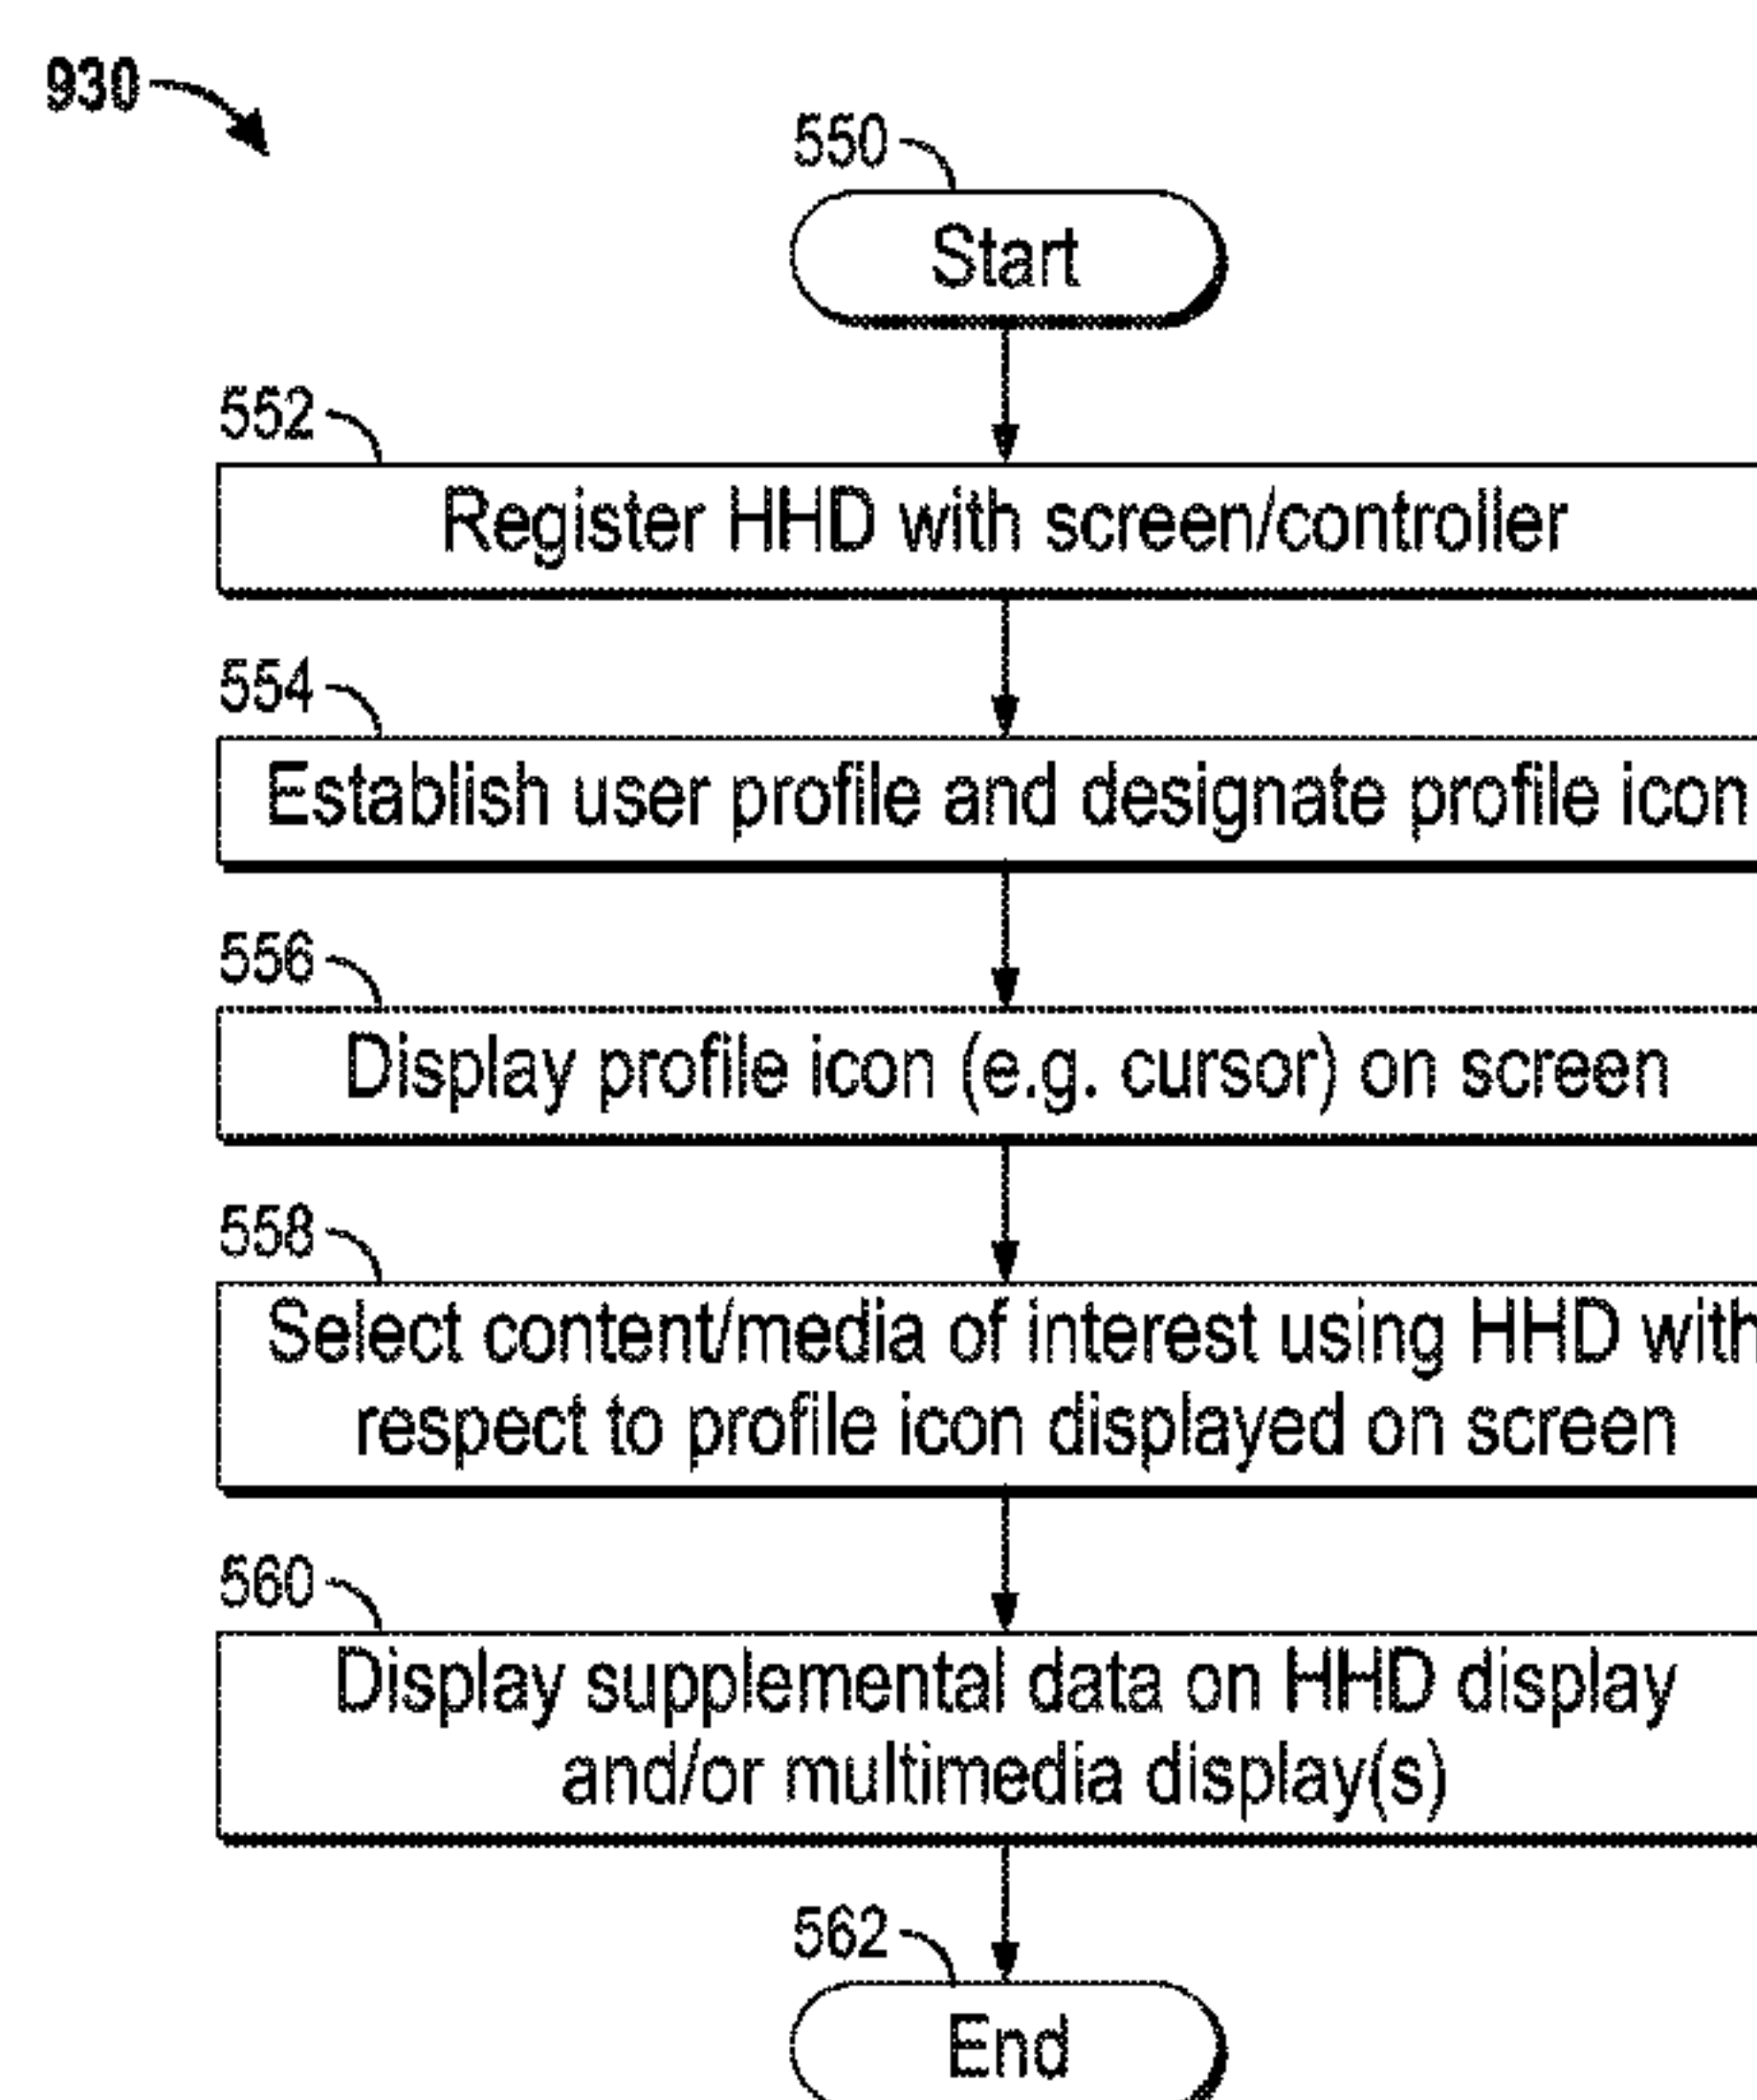 930
550
Start
552
Register HHD with screen/controller
554
Establish user profile and designate profile icon
556
Display profile icon (e.g. cursor) on screen
558
Select content/media of interest using HHD with
respect to profile icon displayed on screen
560
Display supplemental data on HHD display
and/or multimedia display(s)
562
End